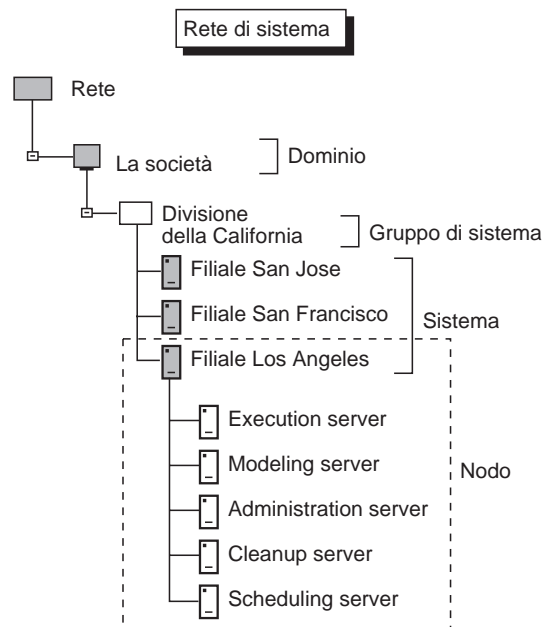 Rete di sistema
Rete
La società
Dominio
Divisione
della California
Gruppo di sistema
Filiale San Jose
Filiale San Francisco
Sistema
Filiale Los Angeles
Execution server
Modeling server
Nodo
Administration server
Cleanup server
Scheduling server